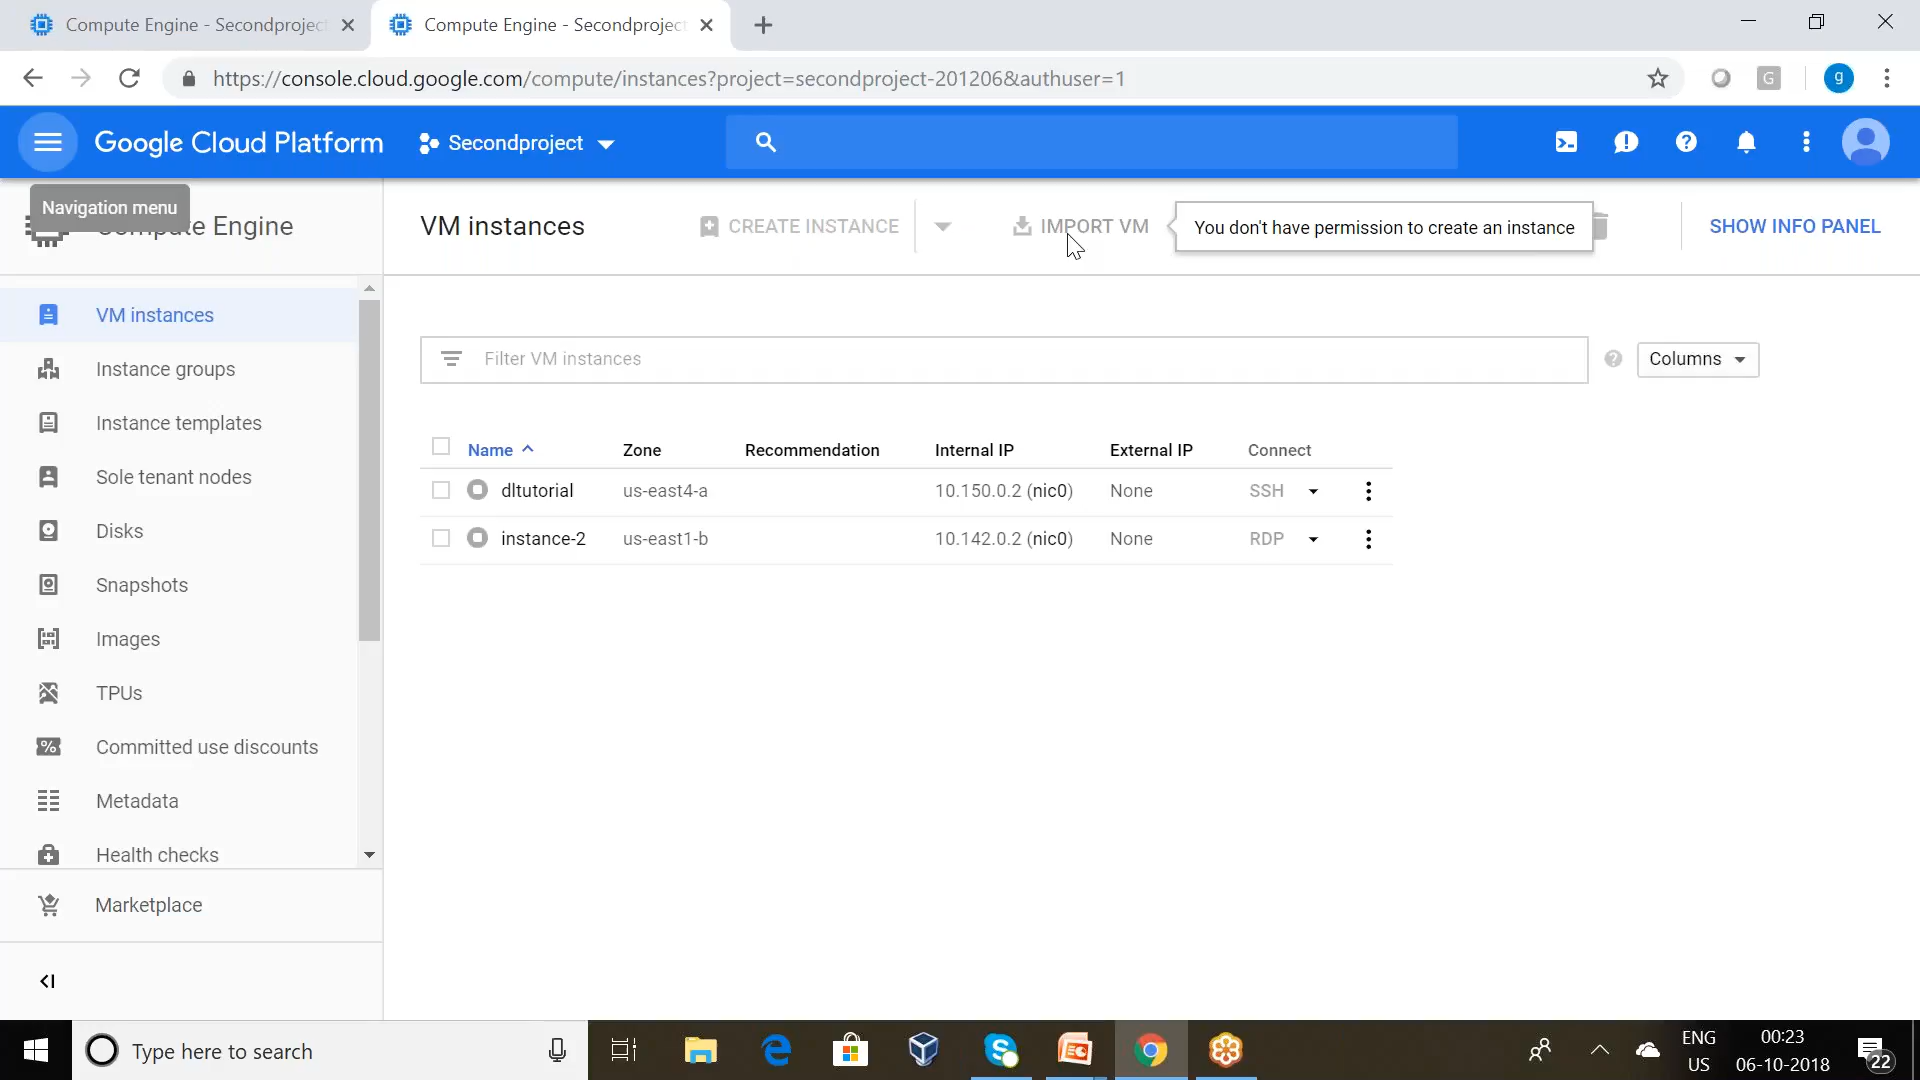 Compute Engine - Secondproject
Compute Engine - Secondproject
https://console.cloud.google.com/compute/instances?project=secondproject-201206&authuser=1
G
g
Google Cloud Platform
Secondproject
Navigation menu
Engine
VM instances
CREATE INSTANCE
IMPORT VM
You don't have permission to create an instance
SHOW INFO PANEL
VM instances
Instance groups
Instance templates
Sole tenant nodes
Disks
Snapshots
Images
TPUs
Committed use discounts
Metadata
Health checks
Marketplace
Filter VM instances
Columns
Name Zone Recommendation Internal IP External IP Connect
dltutorial us-east4-a 10.150.0.2 (nic0) None SSH
instance-2 us-east1-b 10.142.0.2 (nic0) None RDP
Type here to search
ENG
US
00:23
06-10-2018
22